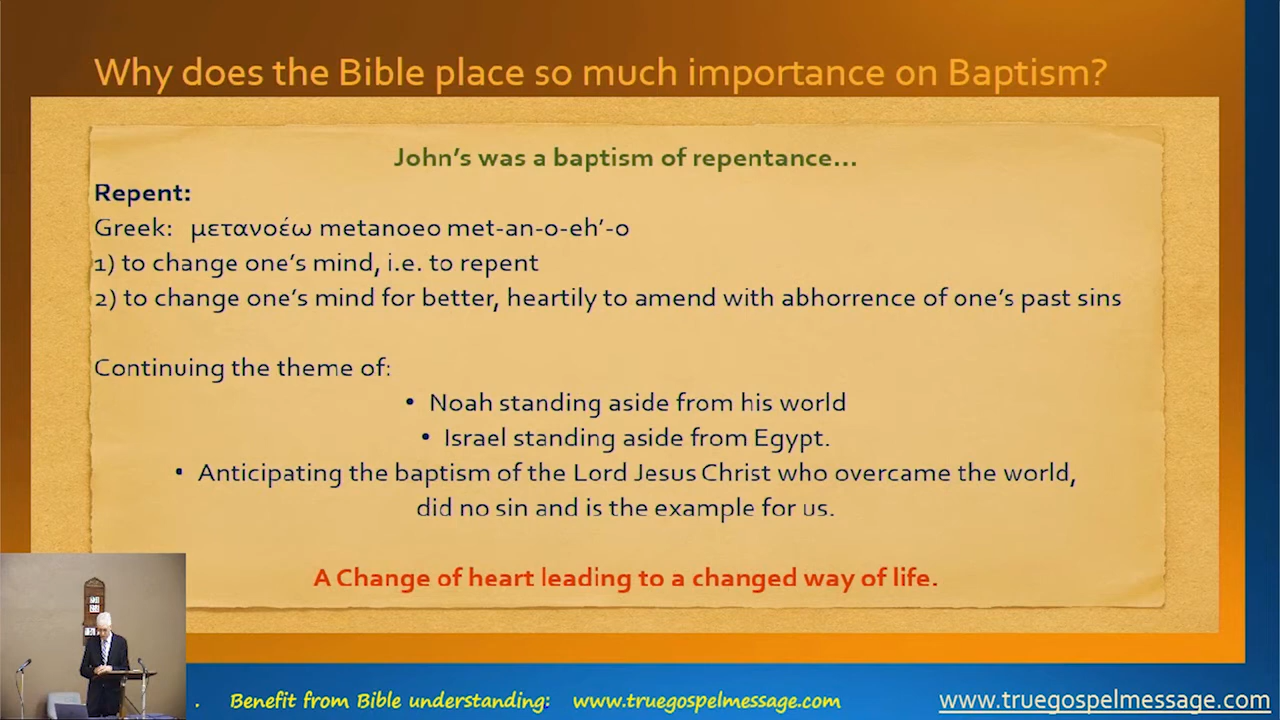 Why does the Bible place so much importance on Baptism?
John's was a baptism of repentance...
Repent:
Greek: μετανοέω metanoeo met-an-o-eh'-o
1) to change one's mind, i.e. to repent
2) to change one's mind for better, heartily to amend with abhorrence of one's past sins
Continuing the theme of:
• Noah standing aside from his world
• Israel standing aside from Egypt.
• Anticipating the baptism of the Lord Jesus Christ who overcame the world,
did no sin and is the example for us.
A Change of heart leading to a changed way of life.
. Benefit from Bible understanding: www.truegospelmessage.com
www.truegospelmessage.com